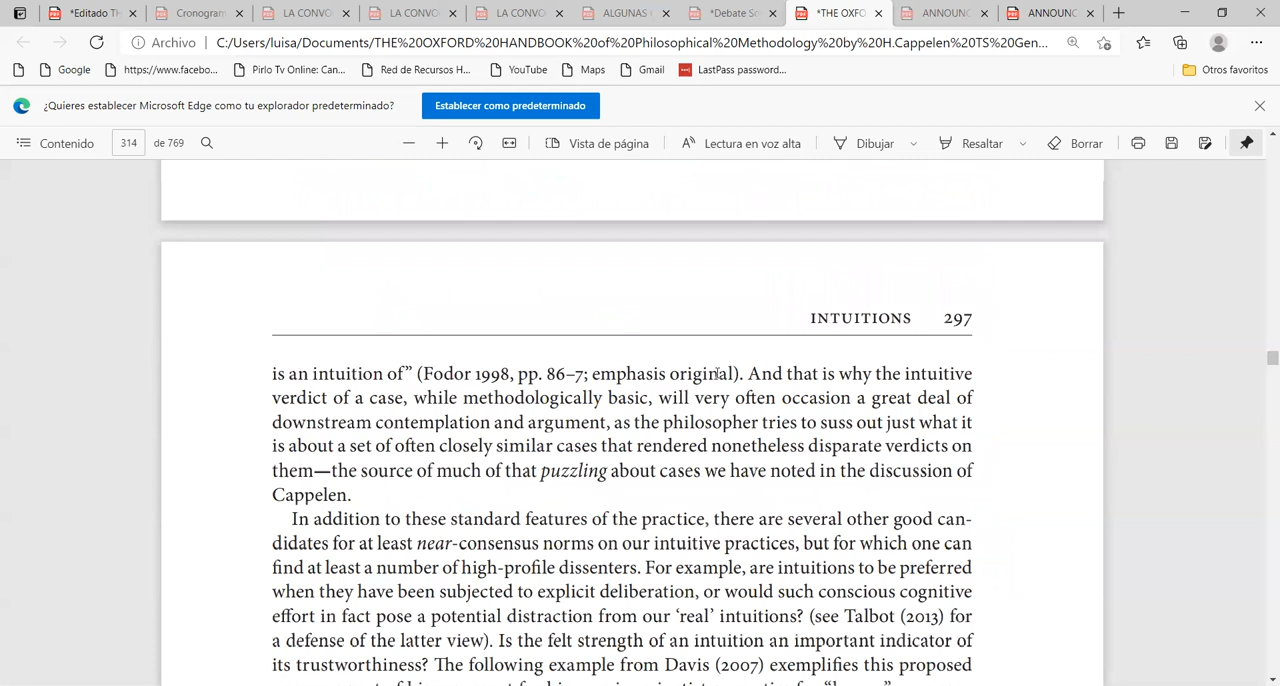 *Editado TH
Cronogram
LA CONVO
LA CONVO
LA CONVO
ALGUNAS
*Debate So
*THE OXFO
ANNOUNC
ANNOUNC
Archivo
C:/Users/luisa/Documents/THE%20OXFORD%20HANDBOOK%20of%20Philosophical%20Methodology%20by%20H.Cappelen%20TS%20Gen...
Google
https://www.facebo...
Pirlo Tv Online: Can...
Red de Recursos H...
YouTube
Maps
Gmail
LastPass password...
Otros favoritos
¿Quieres establecer Microsoft Edge como tu explorador predeterminado?
Establecer como predeterminado
Contenido
314
de 769
Vista de página
Lectura en voz alta
Dibujar
Resaltar
Borrar
INTUITIONS 297
is an intuition of” (Fodor 1998, pp. 86–7; emphasis original). And that is why the intuitive
verdict of a case, while methodologically basic, will very often occasion a great deal of
downstream contemplation and argument, as the philosopher tries to suss out just what it
is about a set of often closely similar cases that rendered nonetheless disparate verdicts on
them—the source of much of that puzzling about cases we have noted in the discussion of
Cappelen.
In addition to these standard features of the practice, there are several other good can-
didates for at least near-consensus norms on our intuitive practices, but for which one can
find at least a number of high-profile dissenters. For example, are intuitions to be preferred
when they have been subjected to explicit deliberation, or would such conscious cognitive
effort in fact pose a potential distraction from our ‘real’ intuitions? (see Talbot (2013) for
a defense of the latter view). Is the felt strength of an intuition an important indicator of
its trustworthiness? The following example from Davis (2007) exemplifies this proposed